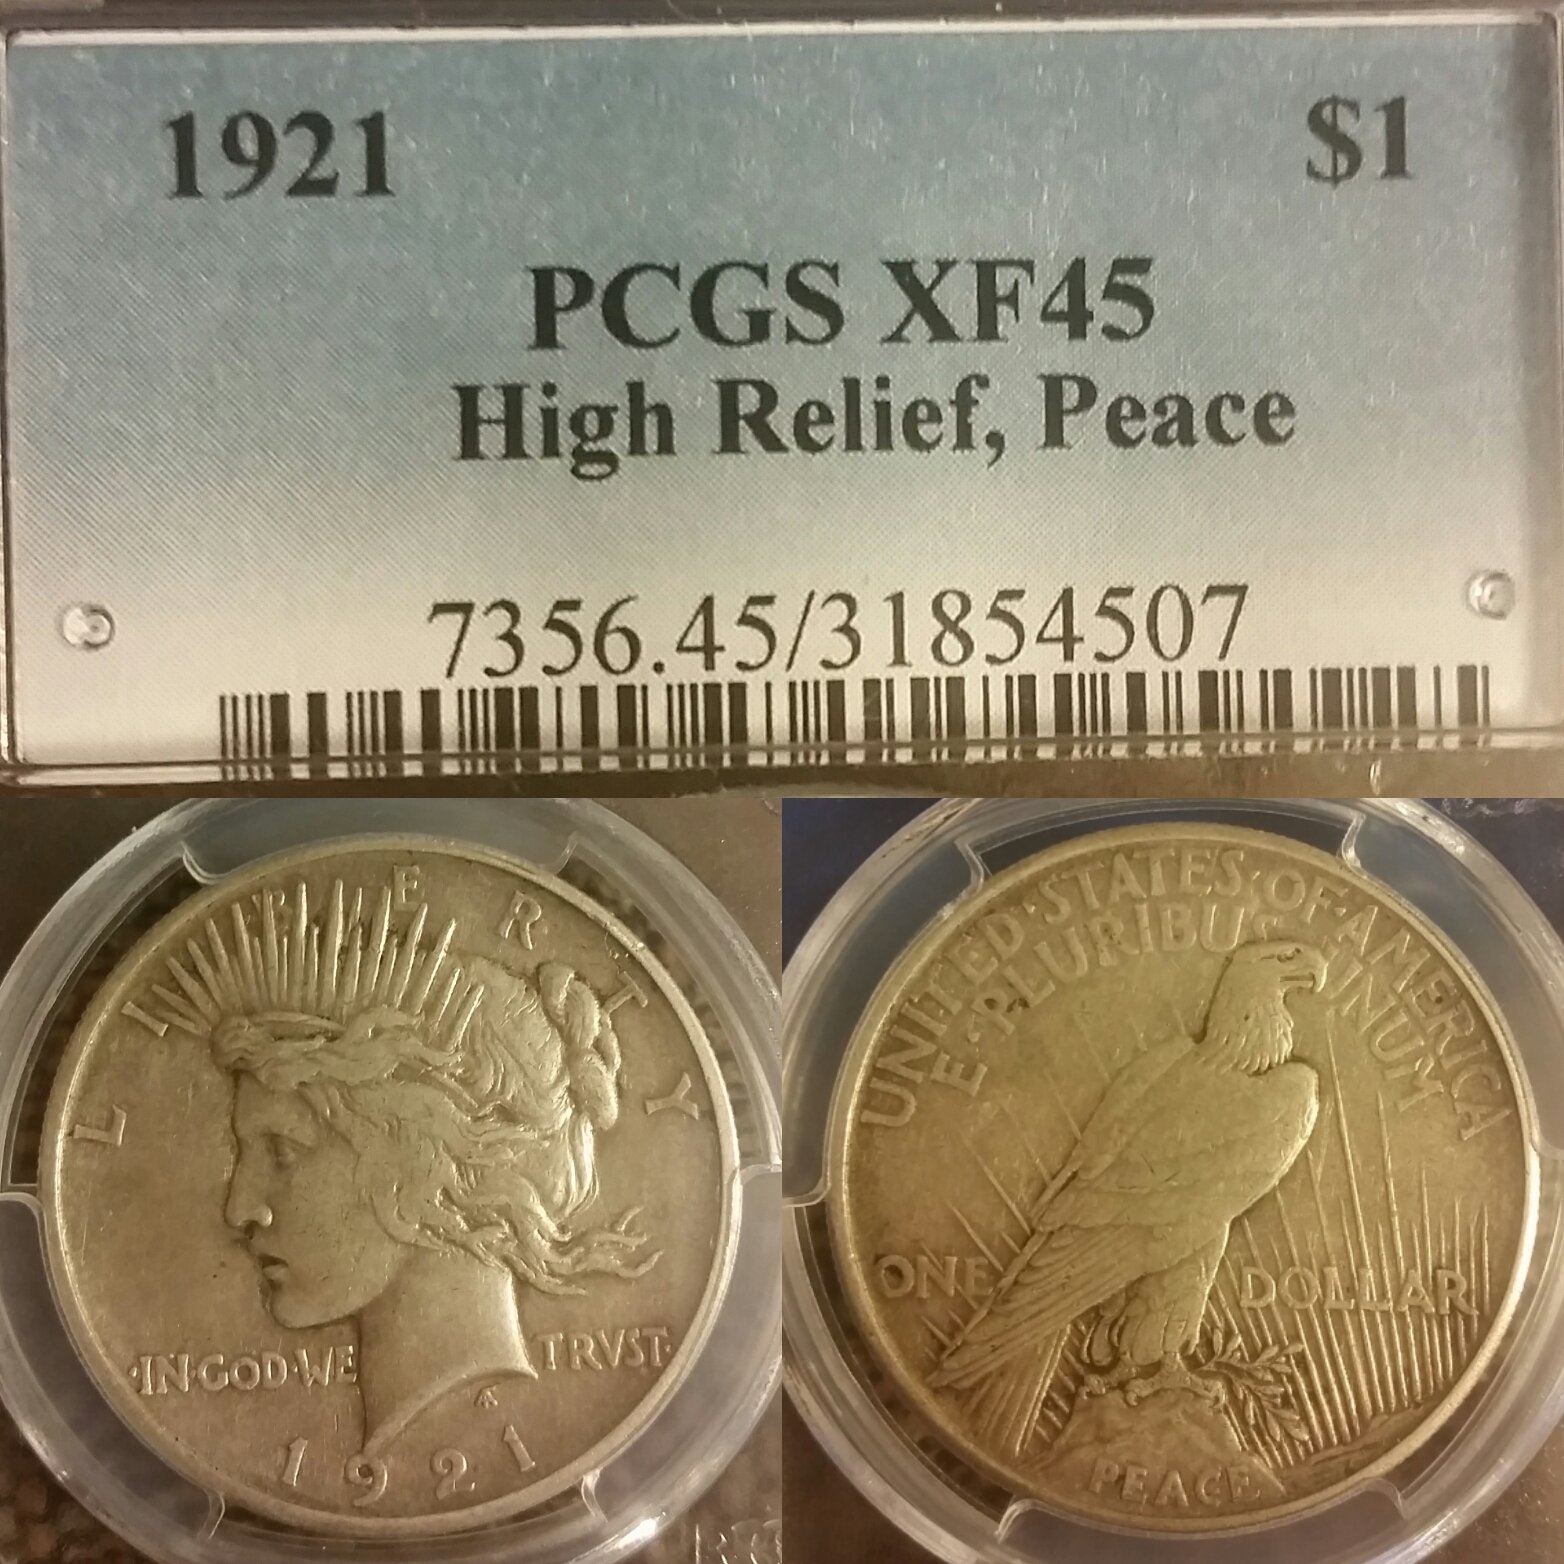 1921 $1
PCGS XF45
High Relief, Peace
7356.45/31854507
LIBERTY
·IN·GOD·WE TRVST·
1921
UNITED·STATES·OF·AMERICA
E·PLURIBUS UNUM
ONE DOLLAR
PEACE